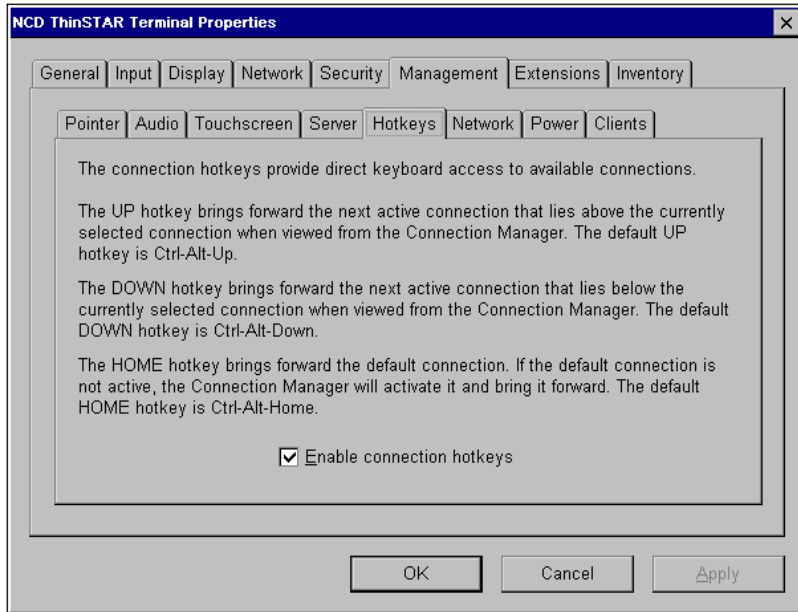 NCD ThinSTAR Terminal Properties
General Input Display Network Security Management Extensions Inventory
Pointer Audio Touchscreen Server Hotkeys Network Power Clients
The connection hotkeys provide direct keyboard access to available connections.
The UP hotkey brings forward the next active connection that lies above the currently
selected connection when viewed from the Connection Manager. The default UP
hotkey is Ctrl-Alt-Up.
The DOWN hotkey brings forward the next active connection that lies below the
currently selected connection when viewed from the Connection Manager. The default
DOWN hotkey is Ctrl-Alt-Down.
The HOME hotkey brings forward the default connection. If the default connection is
not active, the Connection Manager will activate it and bring it forward. The default
HOME hotkey is Ctrl-Alt-Home.
Enable connection hotkeys
OK Cancel Apply